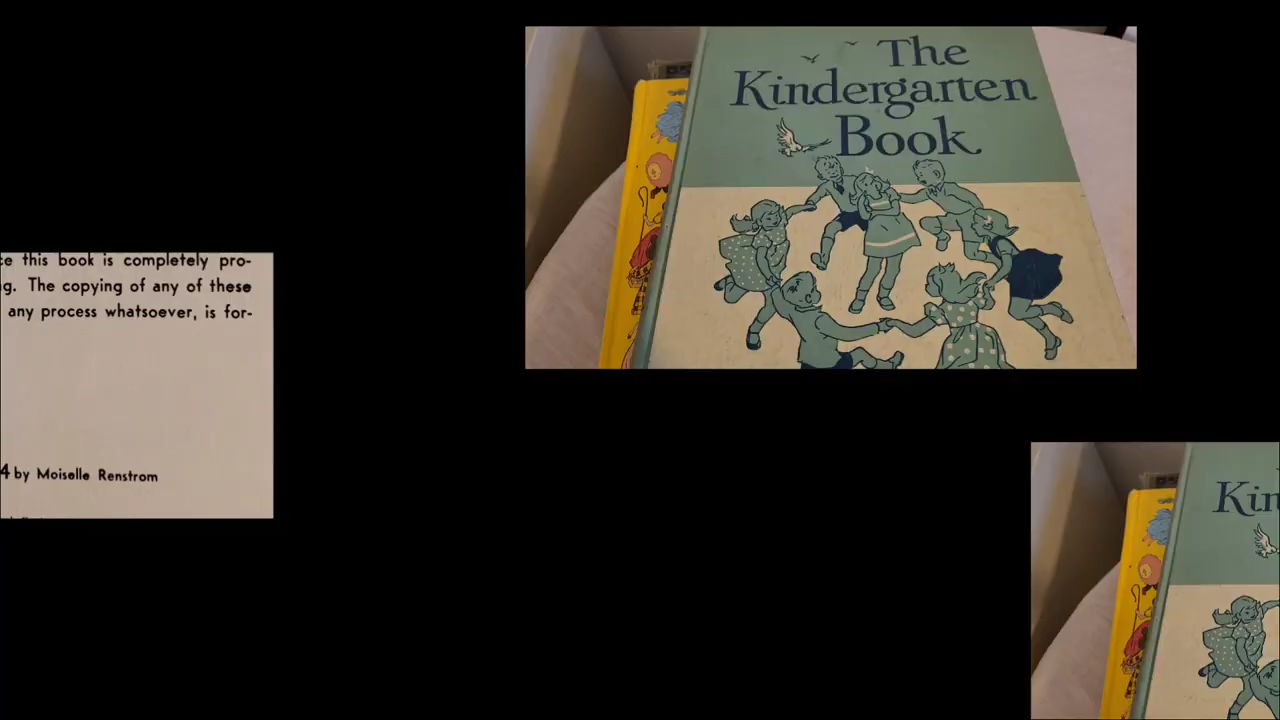 The
Kindergarten
Book
this book is completely pro-
The copying of any of these
any process whatsoever, is for-
4 by Moiselle Renstrom
Kin